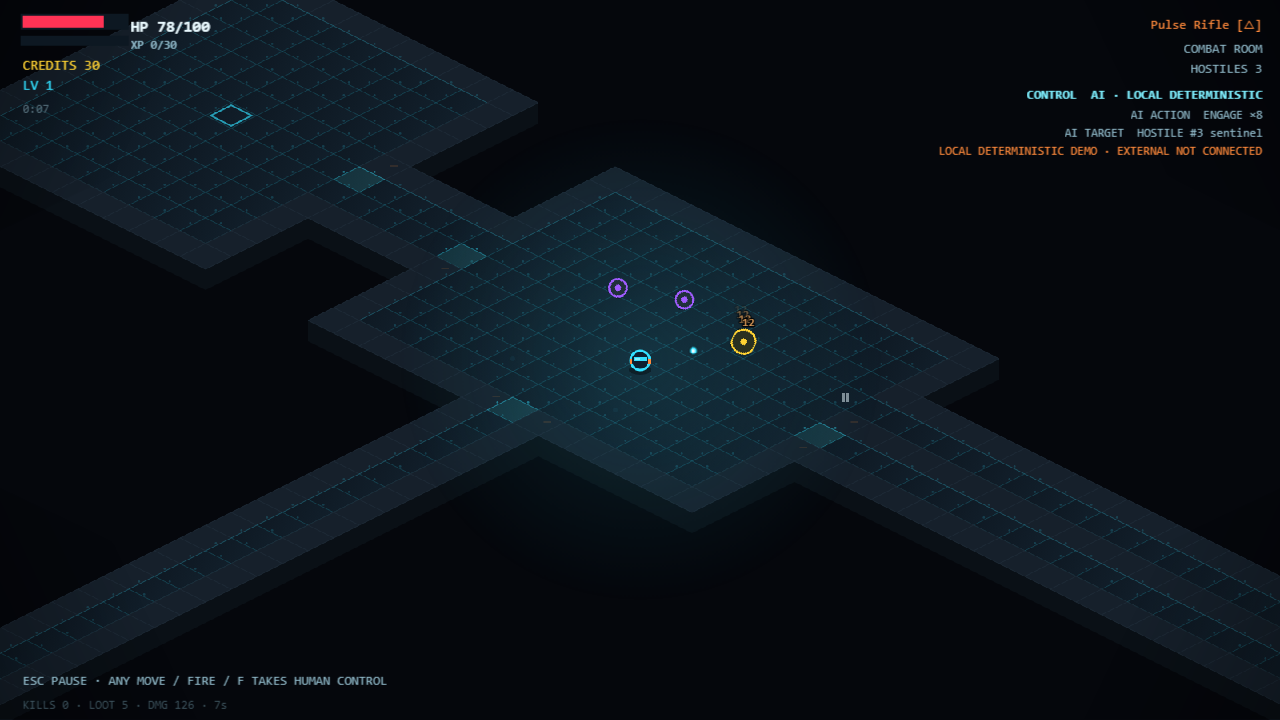 HP 78/100
XP 0/30
CREDITS 30
LV 1
0:07
Pulse Rifle [△]
COMBAT ROOM
HOSTILES 3
CONTROL AI · LOCAL DETERMINISTIC
AI ACTION ENGAGE ×8
AI TARGET HOSTILE #3 sentinel
LOCAL DETERMINISTIC DEMO · EXTERNAL NOT CONNECTED
12
ESC PAUSE · ANY MOVE / FIRE / F TAKES HUMAN CONTROL
KILLS 0 · LOOT 5 · DMG 126 · 7s